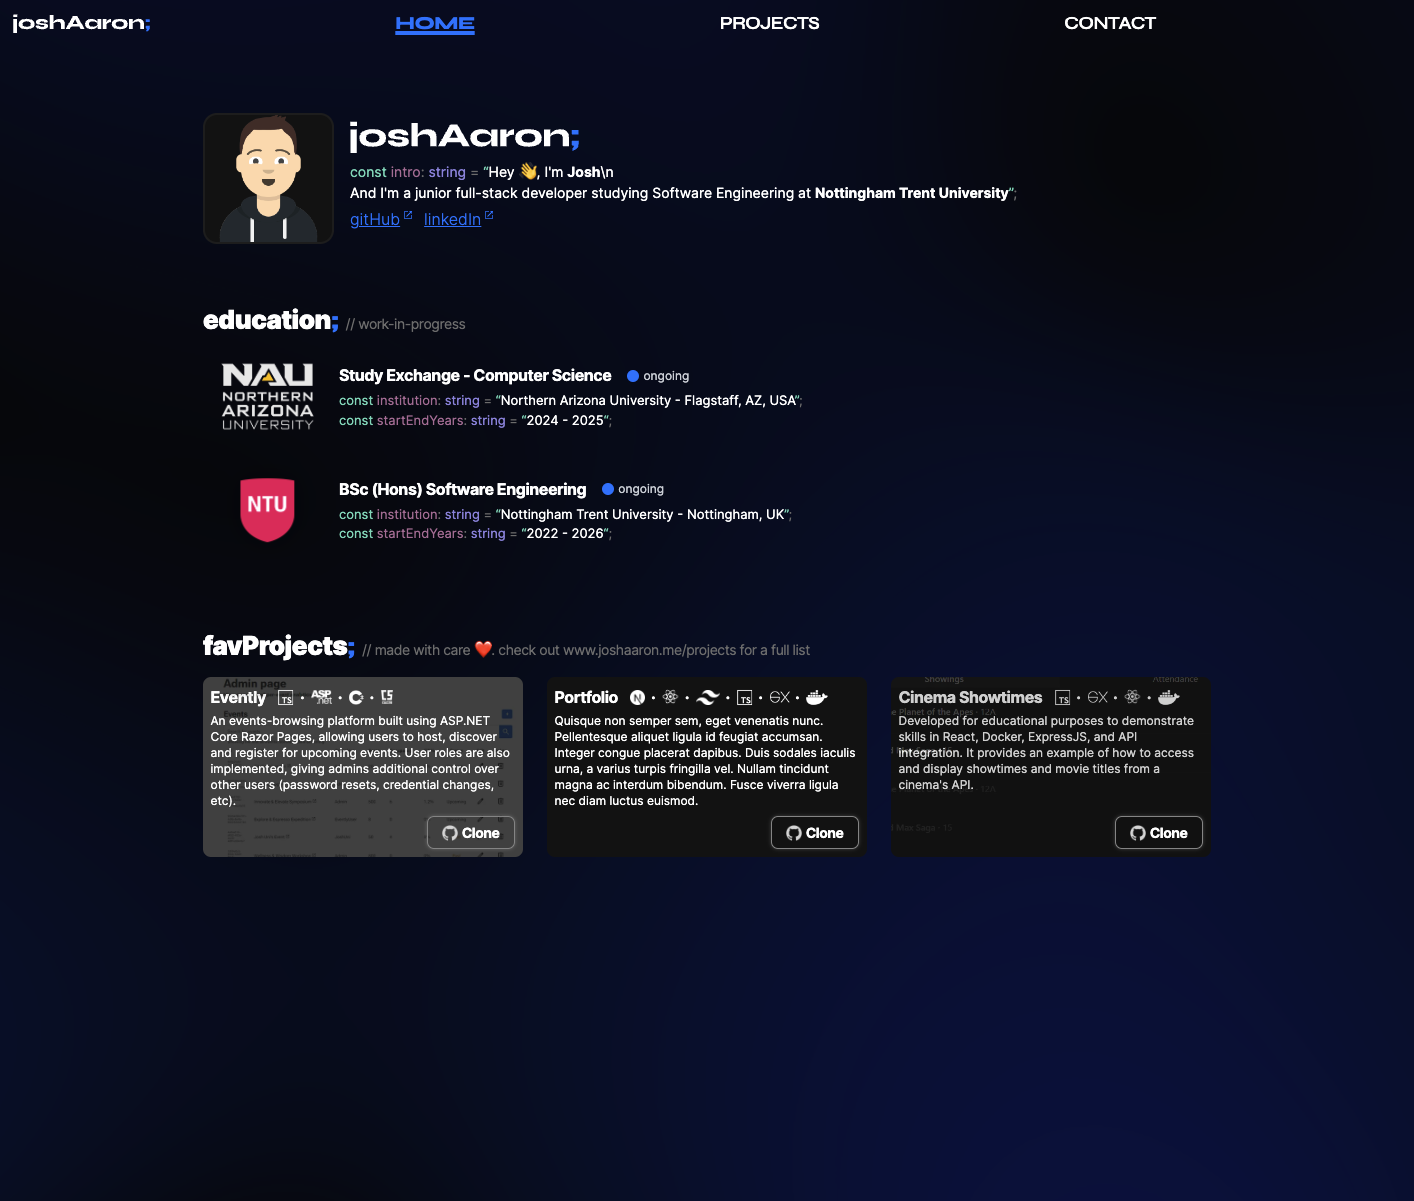 joshAaron;
HOME
PROJECTS
CONTACT
joshAaron;
const intro: string = “Hey 👋, I'm Josh\n
And I'm a junior full-stack developer studying Software Engineering at Nottingham Trent University”;
gitHub linkedIn
education; // work-in-progress
NAU
NORTHERN
ARIZONA
UNIVERSITY
Study Exchange - Computer Science ongoing
const institution: string = “Northern Arizona University - Flagstaff, AZ, USA”;
const startEndYears: string = “2024 - 2025”;
NTU
BSc (Hons) Software Engineering ongoing
const institution: string = “Nottingham Trent University - Nottingham, UK”;
const startEndYears: string = “2022 - 2026”;
favProjects; // made with care ❤️. check out www.joshaaron.me/projects for a full list
Admin page
Evently TS • ASP.net • C# • TS
An events-browsing platform built using ASP.NET
Core Razor Pages, allowing users to host, discover
and register for upcoming events. User roles are also
implemented, giving admins additional control over
other users (password resets, credential changes,
etc).
Clone
Portfolio N • • • TS • EX •
Quisque non semper sem, eget venenatis nunc.
Pellentesque aliquet ligula id feugiat accumsan.
Integer congue placerat dapibus. Duis sodales iaculis
urna, a varius turpis fringilla vel. Nullam tincidunt
magna ac interdum bibendum. Fusce viverra ligula
nec diam luctus euismod.
Clone
Showings Attendance
Cinema Showtimes TS • EX • •
Planet of the Apes - 12A
Developed for educational purposes to demonstrate
skills in React, Docker, ExpressJS, and API
integration. It provides an example of how to access
and display showtimes and movie titles from a
cinema's API.
Max Saga - 15
Clone